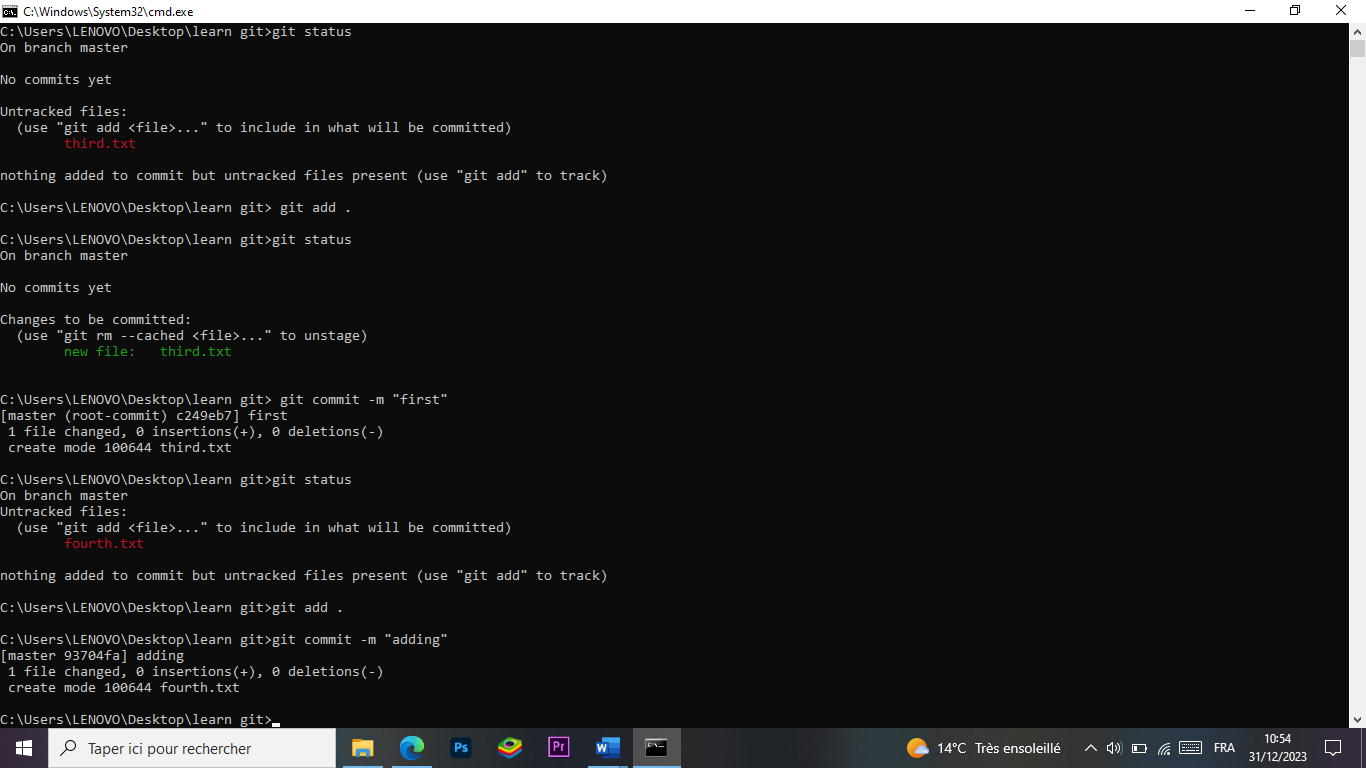 C:\Windows\System32\cmd.exe
C:\Users\LENOVO\Desktop\learn git>git status
On branch master
No commits yet
Untracked files:
  (use "git add <file>..." to include in what will be committed)
        third.txt
nothing added to commit but untracked files present (use "git add" to track)
C:\Users\LENOVO\Desktop\learn git> git add .
C:\Users\LENOVO\Desktop\learn git>git status
On branch master
No commits yet
Changes to be committed:
  (use "git rm --cached <file>..." to unstage)
        new file:   third.txt
C:\Users\LENOVO\Desktop\learn git> git commit -m "first"
[master (root-commit) c249eb7] first
 1 file changed, 0 insertions(+), 0 deletions(-)
 create mode 100644 third.txt
C:\Users\LENOVO\Desktop\learn git>git status
On branch master
Untracked files:
  (use "git add <file>..." to include in what will be committed)
        fourth.txt
nothing added to commit but untracked files present (use "git add" to track)
C:\Users\LENOVO\Desktop\learn git>git add .
C:\Users\LENOVO\Desktop\learn git>git commit -m "adding"
[master 93704fa] adding
 1 file changed, 0 insertions(+), 0 deletions(-)
 create mode 100644 fourth.txt
C:\Users\LENOVO\Desktop\learn git>
Taper ici pour rechercher
Ps
Pr
W
14°C Très ensoleillé
FRA
10:54
31/12/2023